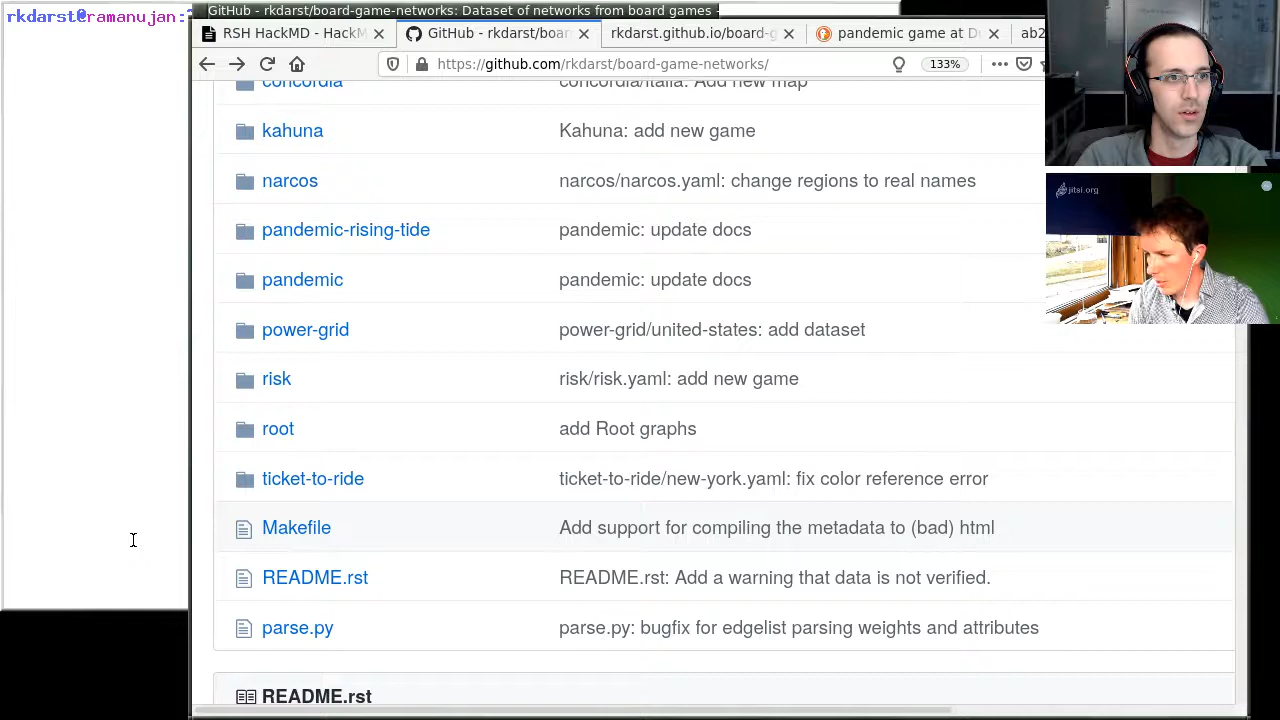 rkdarst@ramanujan:
GitHub - rkdarst/board-game-networks: Dataset of networks from board games
RSH HackMD - HackM
GitHub - rkdarst/boar
rkdarst.github.io/board-g
pandemic game at D
ab2
https://github.com/rkdarst/board-game-networks/
133%
concordia concordia/italia: Add new map
kahuna Kahuna: add new game
narcos narcos/narcos.yaml: change regions to real names
pandemic-rising-tide pandemic: update docs
pandemic pandemic: update docs
power-grid power-grid/united-states: add dataset
risk risk/risk.yaml: add new game
root add Root graphs
ticket-to-ride ticket-to-ride/new-york.yaml: fix color reference error
Makefile Add support for compiling the metadata to (bad) html
README.rst README.rst: Add a warning that data is not verified.
parse.py parse.py: bugfix for edgelist parsing weights and attributes
README.rst
jitsi.org